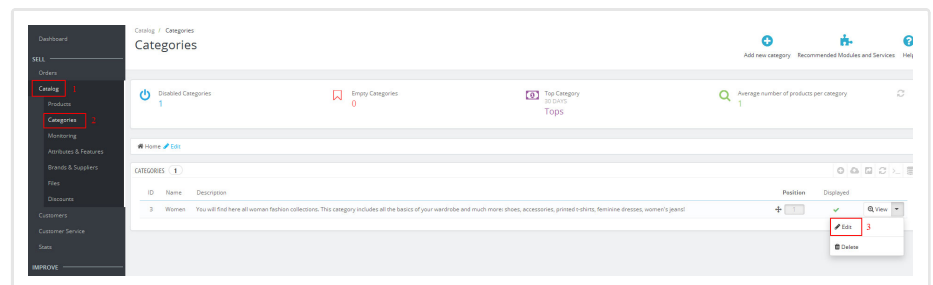 Dashboard
SELL
Orders
Catalog 1
Products
Categories 2
Monitoring
Attributes & Features
Brands & Suppliers
Files
Discounts
Customers
Customer Service
Stats
IMPROVE
Catalog / Categories
Categories
Add new category Recommended Modules and Services Help
Disabled Categories
1
Empty Categories
0
Top Category
30 DAYS
Tops
Average number of products per category
1
Home Edit
CATEGORIES 1
ID Name Description Position Displayed
3 Women You will find here all woman fashion collections. This category includes all the basics of your wardrobe and much more: shoes, accessories, printed t-shirts, feminine dresses, women's jeans! 1 View
Edit 3
Delete